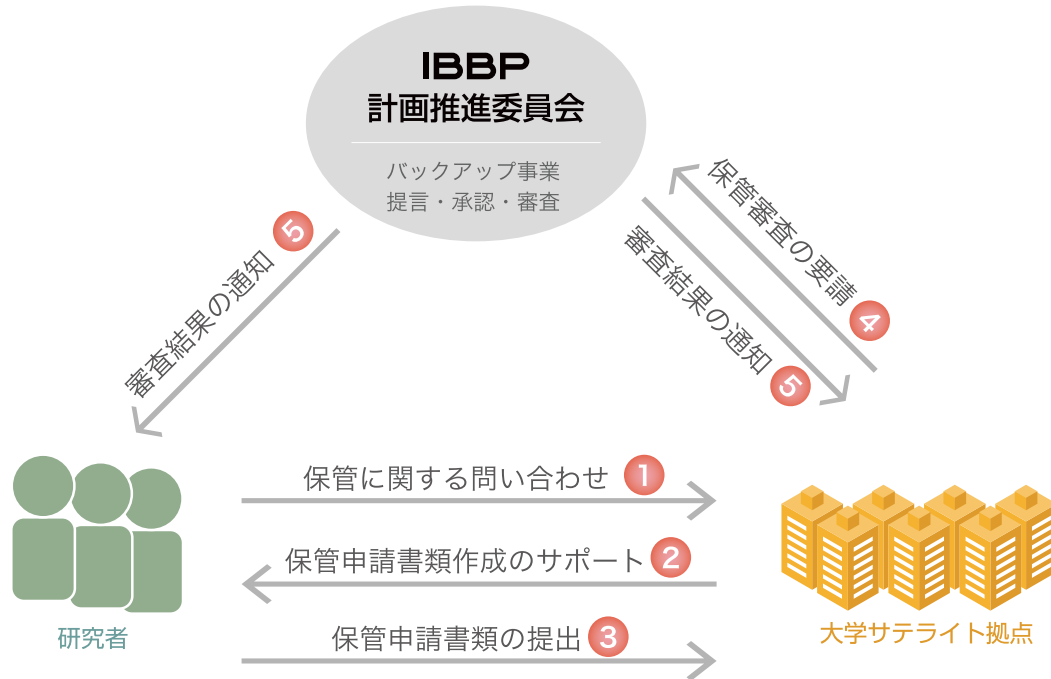 IBBP
計画推進委員会
バックアップ事業
提言・承認・審査
審査結果の通知 5
保管審査の要請 4
審査結果の通知 5
保管に関する問い合わせ 1
保管申請書類作成のサポート 2
保管申請書類の提出 3
研究者
大学サテライト拠点